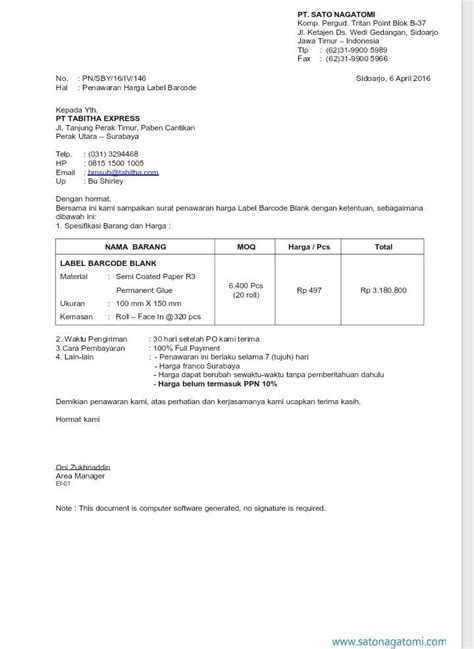 PT. SATO NAGATOMI
Komp. Pergud. Tritan Point Blok B-37
Jl. Ketajen Ds. Wedi Gedangan, Sidoarjo
Jawa Timur – Indonesia
Tlp : (62)31-9900 5989
Fax : (62)31-9900 5966
No. : PN/SBY/16/IV/146 Sidoarjo, 6 April 2016
Hal : Penawaran Harga Label Barcode
Kepada Yth.
PT TABITHA EXPRESS
Jl. Tanjung Perak Timur, Paben Cantikan
Perak Utara – Surabaya
Telp. : (031) 3294468
HP : 0815 1500 1005
Email : bmsub@tabitha.com
Up : Bu Shirley
Dengan hormat,
Bersama ini kami sampaikan surat penawaran harga Label Barcode Blank dengan ketentuan, sebagaimana
dibawah ini:
1. Spesifikasi Barang dan Harga :
NAMA BARANG MOQ Harga / Pcs Total
LABEL BARCODE BLANK
Material : Semi Coated Paper R3
Permanent Glue
Ukuran : 100 mm X 150 mm
Kemasan : Roll – Face In @320 pcs
6.400 Pcs
(20 roll)
Rp 497
Rp 3.180.800
2. Waktu Pengiriman : 30 hari setelah PO kami terima
3.Cara Pembayaran : 100% Full Payment
4. Lain-lain : - Penawaran ini berlaku selama 7 (tujuh) hari
- Harga franco Surabaya
- Harga dapat berubah sewaktu-waktu tanpa pemberitahuan dahulu
- Harga belum termasuk PPN 10%
Demikian penawaran kami, atas perhatian dan kerjasamanya kami ucapkan terima kasih.
Hormat kami
Oni Zukhriaddin
Area Manager
Ef-01
Note : This document is computer software generated, no signature is required.
www.satonagatomi.com